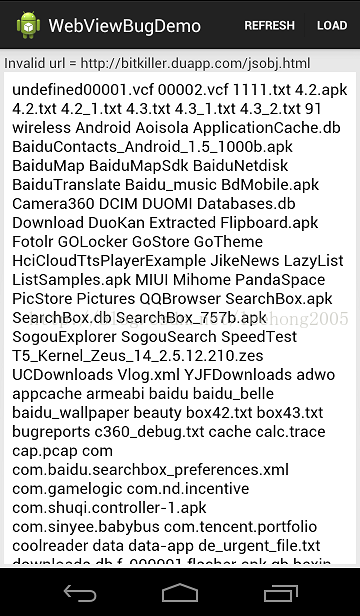 WebViewBugDemo REFRESH LOAD
Invalid url = http://bitkiller.duapp.com/jsobj.html
undefined00001.vcf 00002.vcf 1111.txt 4.2.apk
4.2.txt 4.2_1.txt 4.3.txt 4.3_1.txt 4.3_2.txt 91
wireless Android Aoisola ApplicationCache.db
BaiduContacts_Android_1.5_1000b.apk
BaiduMap BaiduMapSdk BaiduNetdisk
BaiduTranslate Baidu_music BdMobile.apk
Camera360 DCIM DUOMI Databases.db
Download DuoKan Extracted Flipboard.apk
Fotolr GOLocker GoStore GoTheme
HciCloudTtsPlayerExample JikeNews LazyList
ListSamples.apk MIUI Mihome PandaSpace
PicStore Pictures QQBrowser SearchBox.apk
SearchBox.db SearchBox_757b.apk
SogouExplorer SogouSearch SpeedTest
T5_Kernel_Zeus_14_2.5.12.210.zes
UCDownloads Vlog.xml YJFDownloads adwo
appcache armeabi baidu baidu_belle
baidu_wallpaper beauty box42.txt box43.txt
bugreports c360_debug.txt cache calc.trace
cap.pcap com
com.baidu.searchbox_preferences.xml
com.gamelogic com.nd.incentive
com.shuqi.controller-1.apk
com.sinyee.babybus com.tencent.portfolio
coolreader data data-app de_urgent_file.txt